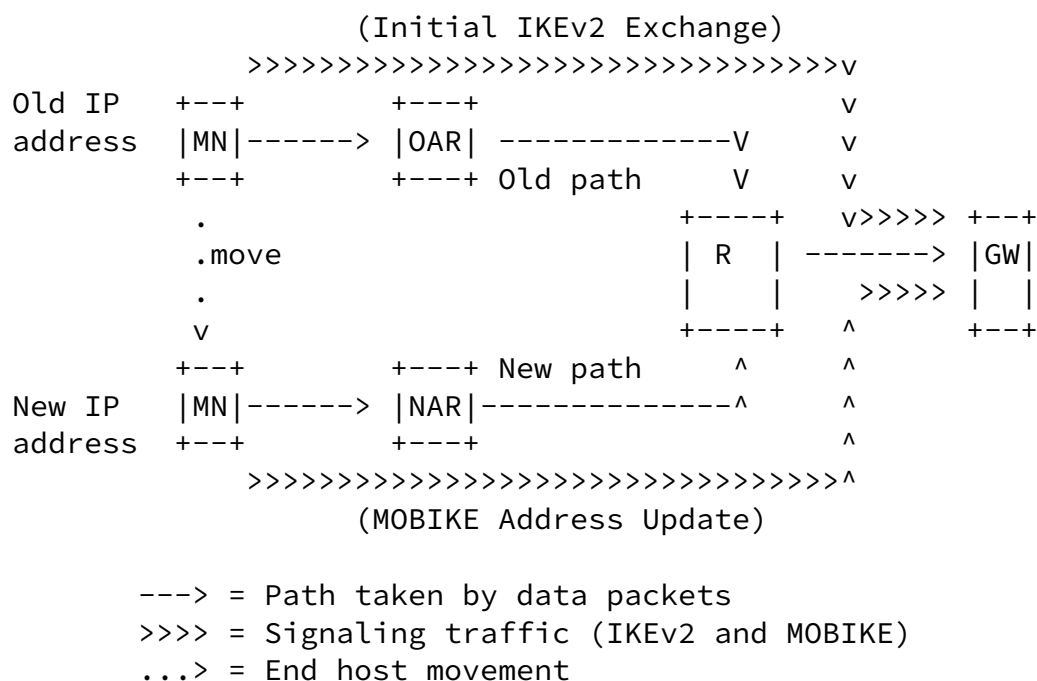 (Initial IKEv2 Exchange)
>>>>>>>>>>>>>>>>>>>>>>>>>>>>>>>>>v
Old IP   +--+        +---+                    v
address  |MN|------> |OAR| -------------V     v
         +--+        +---+ Old path     V     v
          .                          +----+   v>>>>> +--+
          .move                      | R  | -------> |GW|
          .                          |    |    >>>>> |  |
          v                          +----+   ^      +--+
         +--+        +---+ New path     ^     ^
New IP   |MN|------> |NAR|--------------^     ^
address  +--+        +---+                    ^
>>>>>>>>>>>>>>>>>>>>>>>>>>>>>>>>>^
(MOBIKE Address Update)
---> = Path taken by data packets
>>>> = Signaling traffic (IKEv2 and MOBIKE)
...> = End host movement